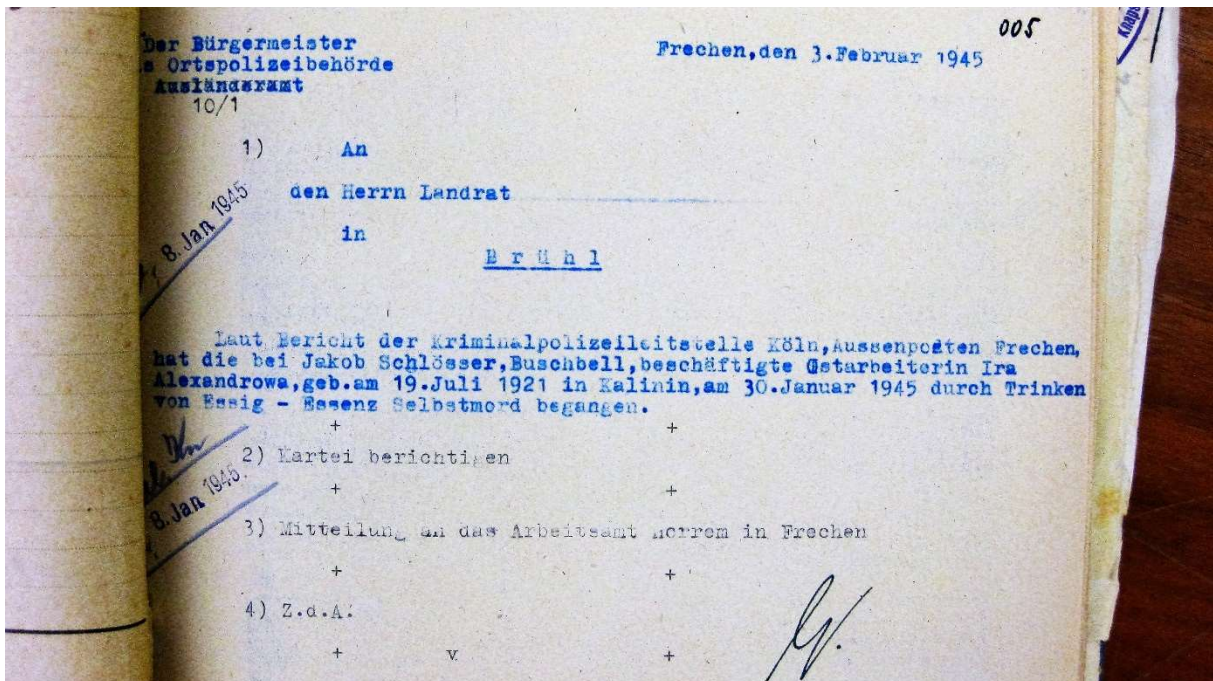 005
Der Bürgermeister
s Ortspolizeibehörde
Ausländeramt
10/1
Frechen,den 3.Februar 1945
1) An
den Herrn Landrat
in
Brühl
8. Jan 1945
Laut Bericht der Kriminalpolizeileitstelle Köln,Aussenposten Frechen,
hat die bei Jakob Schlösser,Buschbell,beschäftigte Ostarbeiterin Ira
Alexandrowa,geb.am 19.Juli 1921 in Kalinin,am 30.Januar 1945 durch Trinken
von Essig - Essenz Selbstmord begangen.
+ +
2) Kartei berichtigen
8. Jan 1945
+ +
3) Mitteilung an das Arbeitsamt Horrem in Frechen
+ +
4) Z.d.A.
+ v +